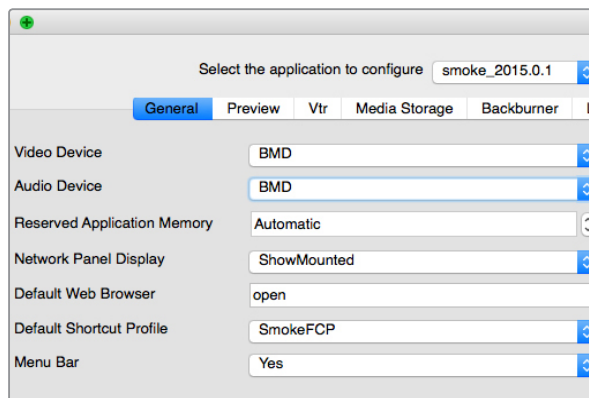 Select the application to configure smoke_2015.0.1
General Preview Vtr Media Storage Backburner
Video Device BMD
Audio Device BMD
Reserved Application Memory Automatic
Network Panel Display ShowMounted
Default Web Browser open
Default Shortcut Profile SmokeFCP
Menu Bar Yes